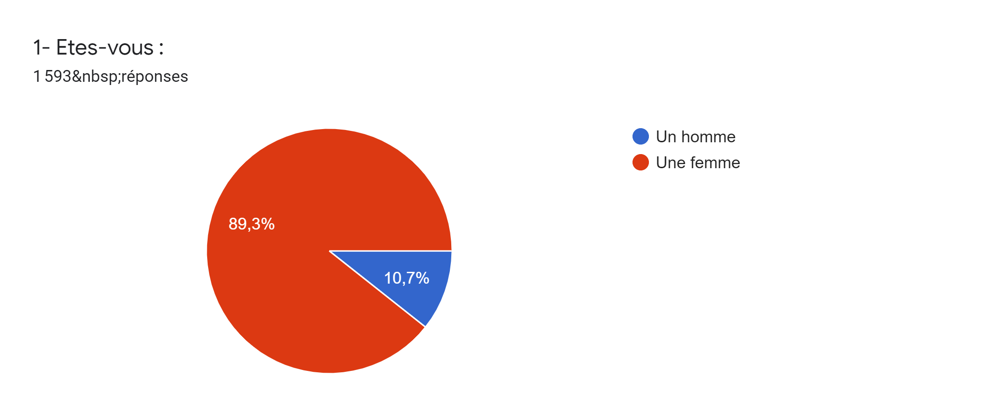 1- Etes-vous :
1 593&nbsp;réponses
Un homme
Une femme
89,3%
10,7%